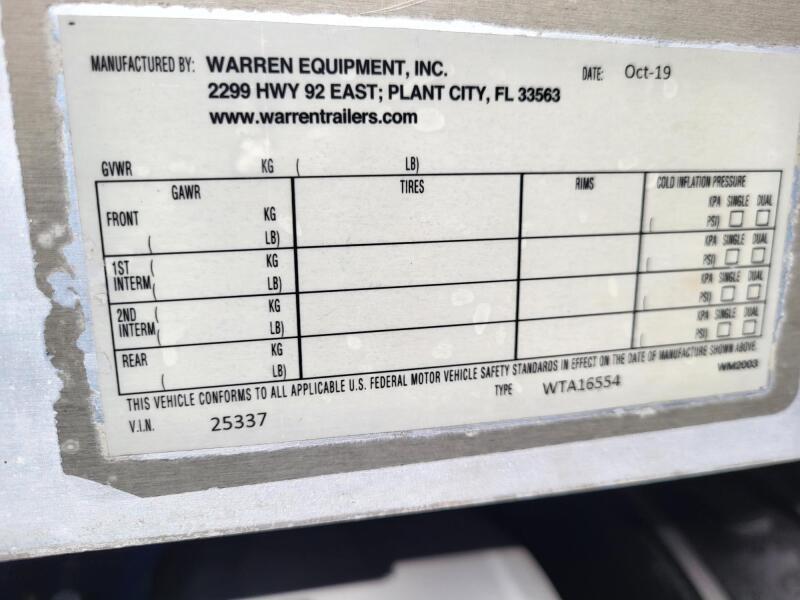 MANUFACTURED BY: WARREN EQUIPMENT, INC. DATE: Oct-19
2299 HWY 92 EAST; PLANT CITY, FL 33563
www.warrentrailers.com
GVWR KG ( LB)
GAWR TIRES RIMS COLD INFLATION PRESSURE
FRONT KG KPA SINGLE DUAL
( LB) ( PSI) ☐ ☐
1ST KG KPA SINGLE DUAL
INTERM( LB) ( PSI) ☐ ☐
2ND KG KPA SINGLE DUAL
INTERM( LB) ( PSI) ☐ ☐
REAR KG KPA SINGLE DUAL
( LB) ( PSI) ☐ ☐
THIS VEHICLE CONFORMS TO ALL APPLICABLE U.S. FEDERAL MOTOR VEHICLE SAFETY STANDARDS IN EFFECT ON THE DATE OF MANUFACTURE SHOWN ABOVE.
V.I.N. 25337 TYPE WTA16554 WM2003